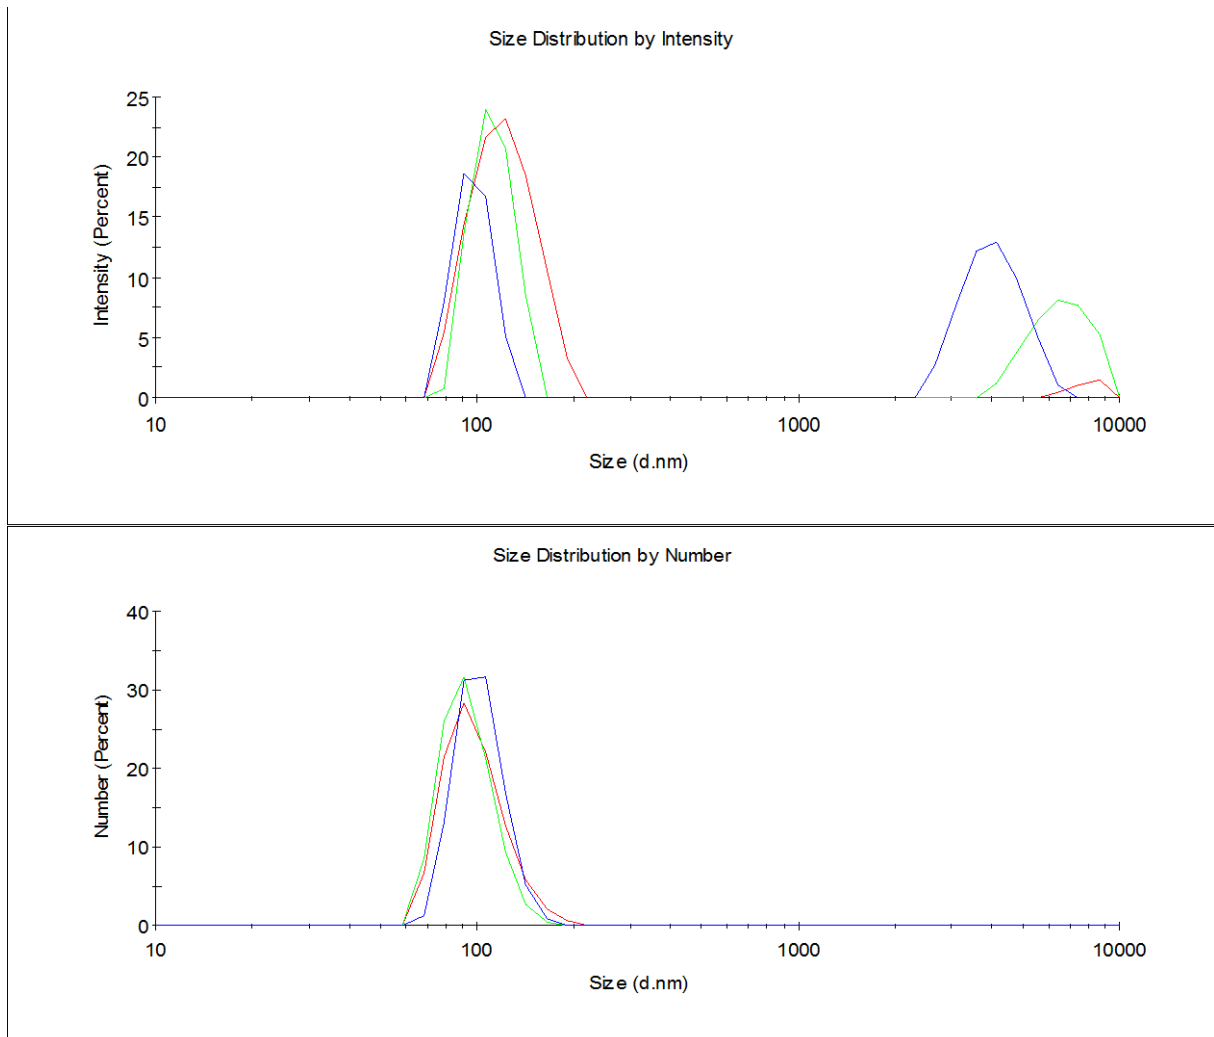 Size Distribution by Intensity
25
20
15
10
5
0
Intensity (Percent)
10 100 1000 10000
Size (d.nm)
Size Distribution by Number
40
30
20
10
0
Number (Percent)
10 100 1000 10000
Size (d.nm)